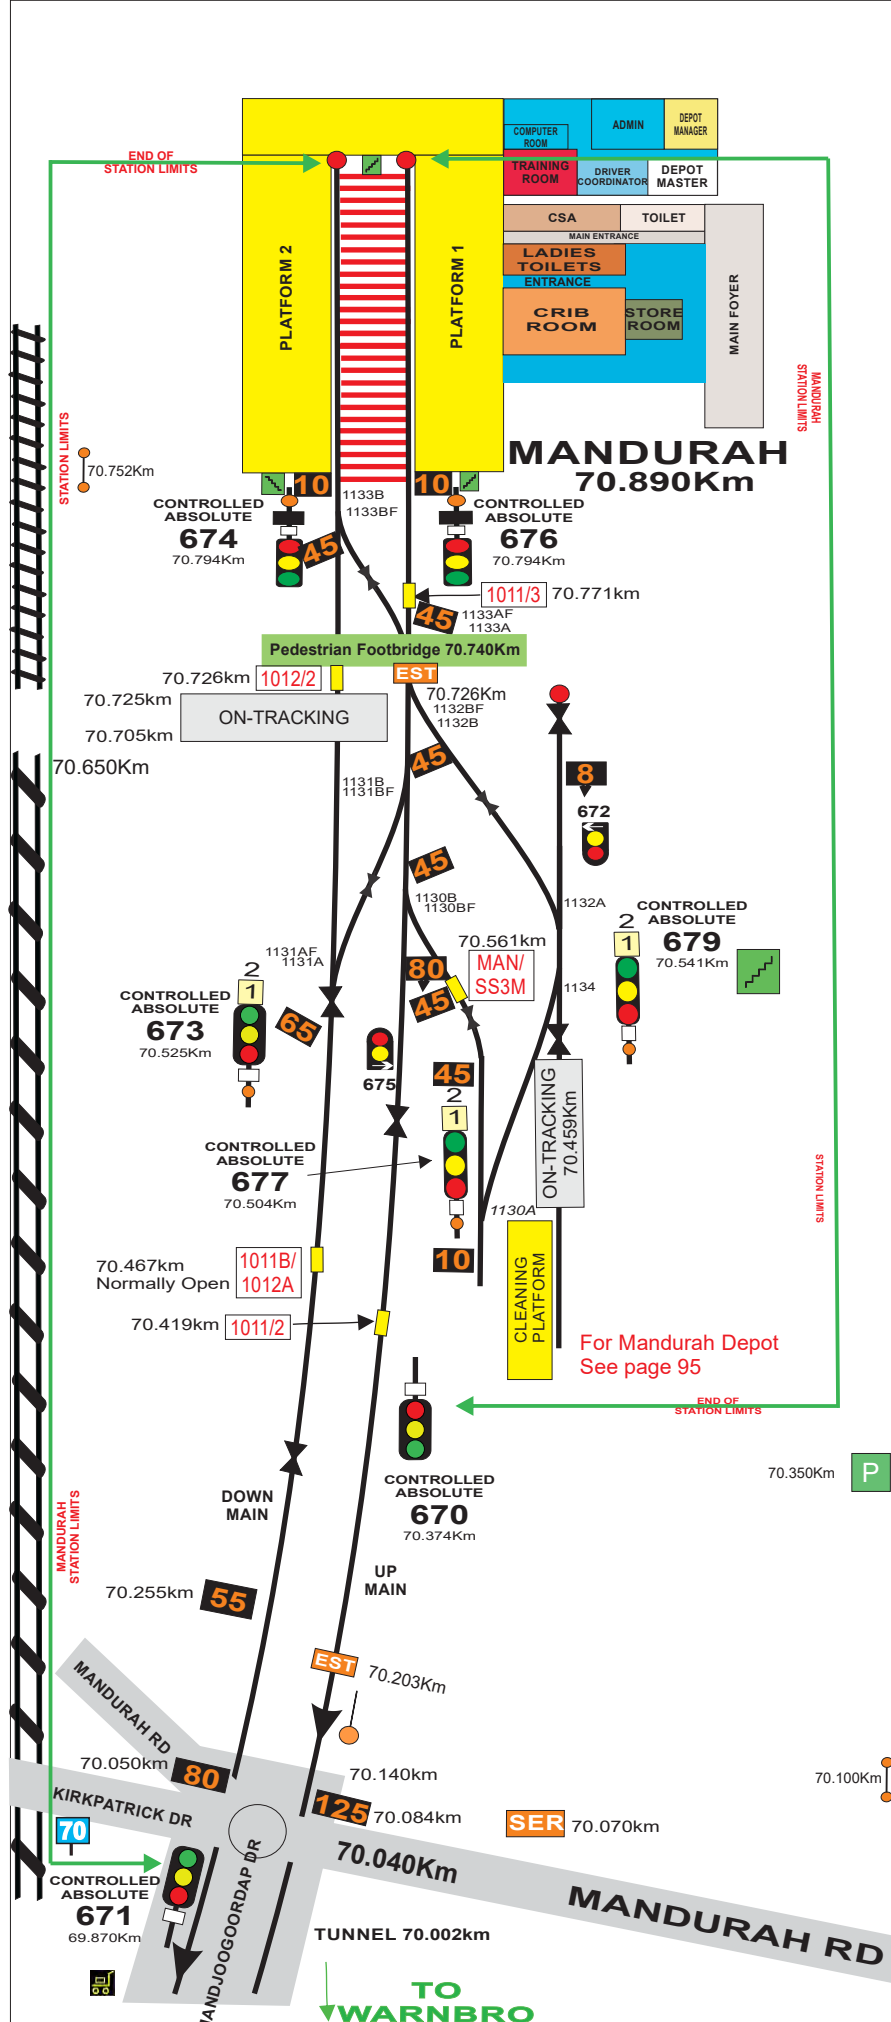 COMPUTER
ROOM
ADMIN
DEPOT
MANAGER
END OF
STATION LIMITS
TRAINING
ROOM
DRIVER
COORDINATOR
DEPOT
MASTER
CSA
TOILET
MAIN ENTRANCE
LADIES
TOILETS
ENTRANCE
CRIB
ROOM
STORE
ROOM
MAIN FOYER
PLATFORM 2
PLATFORM 1
MANDURAH
STATION LIMITS
STATION LIMITS
70.752Km
MANDURAH
70.890Km
10
10
1133B
1133BF
CONTROLLED
ABSOLUTE
674
70.794Km
45
CONTROLLED
ABSOLUTE
676
70.794Km
1011/3
70.771km
45
1133AF
1133A
Pedestrian Footbridge 70.740Km
EST
70.726km
1012/2
70.726Km
1132BF
1132B
70.725km
ON-TRACKING
70.705km
70.650Km
45
1131B
1131BF
8
672
45
1130B
1130BF
1132A
CONTROLLED
ABSOLUTE
679
70.541Km
2
1
70.561km
MAN/
SS3M
80
45
1134
1131AF
1131A
2
1
CONTROLLED
ABSOLUTE
673
70.525Km
65
675
45
2
1
ON-TRACKING
70.459Km
CONTROLLED
ABSOLUTE
677
70.504Km
1130A
STATION LIMITS
10
70.467km
Normally Open
1011B/
1012A
70.419km
1011/2
CLEANING
PLATFORM
For Mandurah Depot
See page 95
END OF
STATION LIMITS
70.350Km
P
CONTROLLED
ABSOLUTE
670
70.374Km
DOWN
MAIN
MANDURAH
STATION LIMITS
UP
MAIN
70.255km
55
EST
70.203Km
MANDURAH RD
70.050km
80
70.140km
70.100Km
KIRKPATRICK DR
125
70.084km
SER
70.070km
70
70.040Km
MANDURAH RD
CONTROLLED
ABSOLUTE
671
69.870Km
MANDJOOGOORDAP DR
TUNNEL 70.002km
TO
WARNBRO